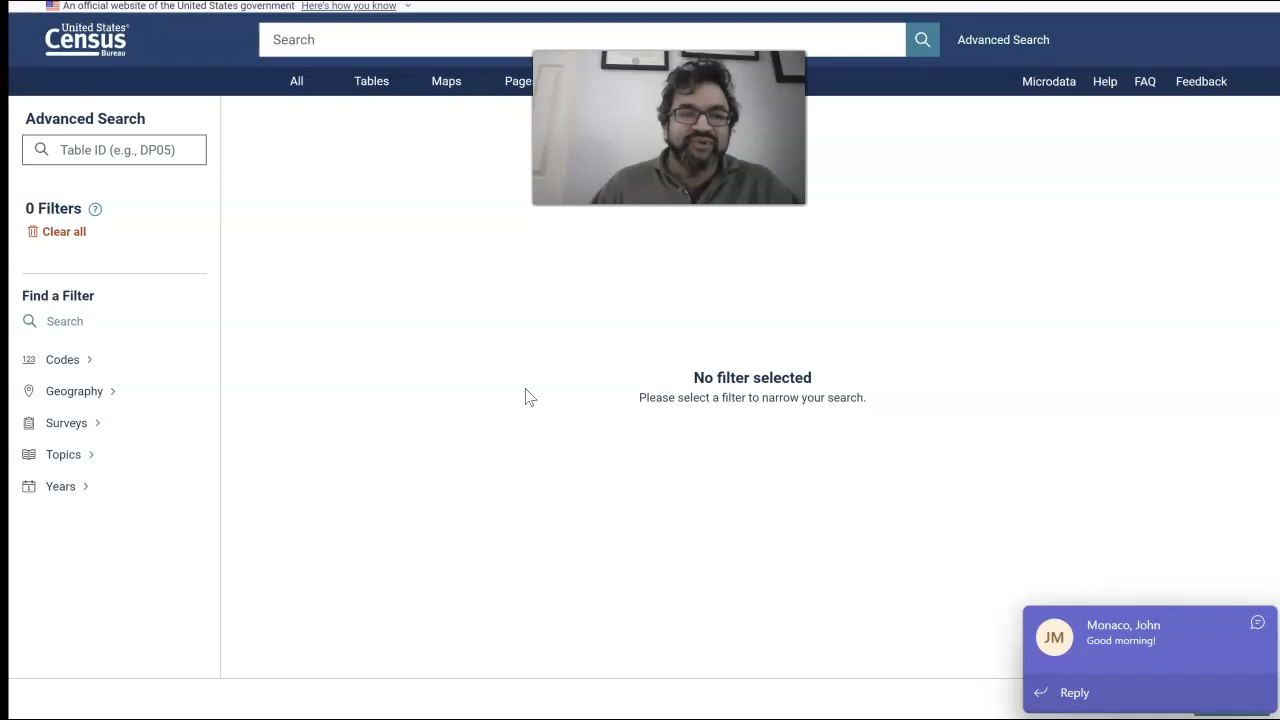 An official website of the United States government Here's how you know
United States®
Census
Bureau
Search
Advanced Search
All
Tables
Maps
Page
Microdata
Help
FAQ
Feedback
Advanced Search
Table ID (e.g., DP05)
0 Filters ?
Clear all
Find a Filter
Search
123 Codes
Geography
Surveys
Topics
1 Years
No filter selected
Please select a filter to narrow your search.
JM
Monaco, John
Good morning!
Reply